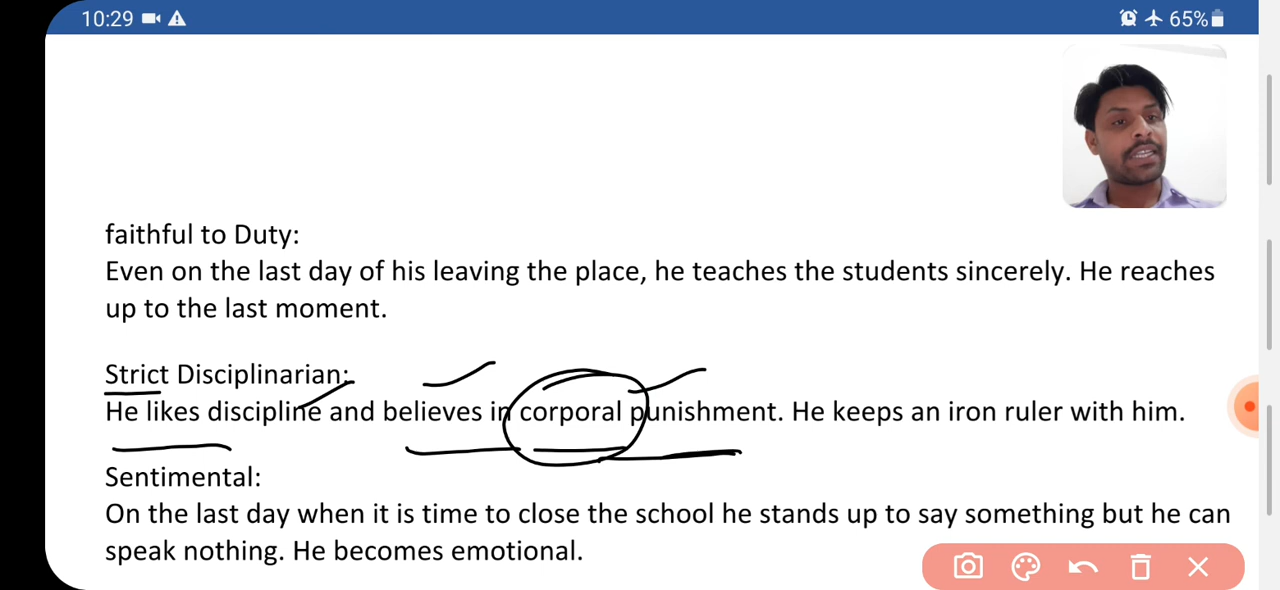 10:29 65%
faithful to Duty:
Even on the last day of his leaving the place, he teaches the students sincerely. He reaches
up to the last moment.
Strict Disciplinarian:
He likes discipline and believes in corporal punishment. He keeps an iron ruler with him.
Sentimental:
On the last day when it is time to close the school he stands up to say something but he can
speak nothing. He becomes emotional.